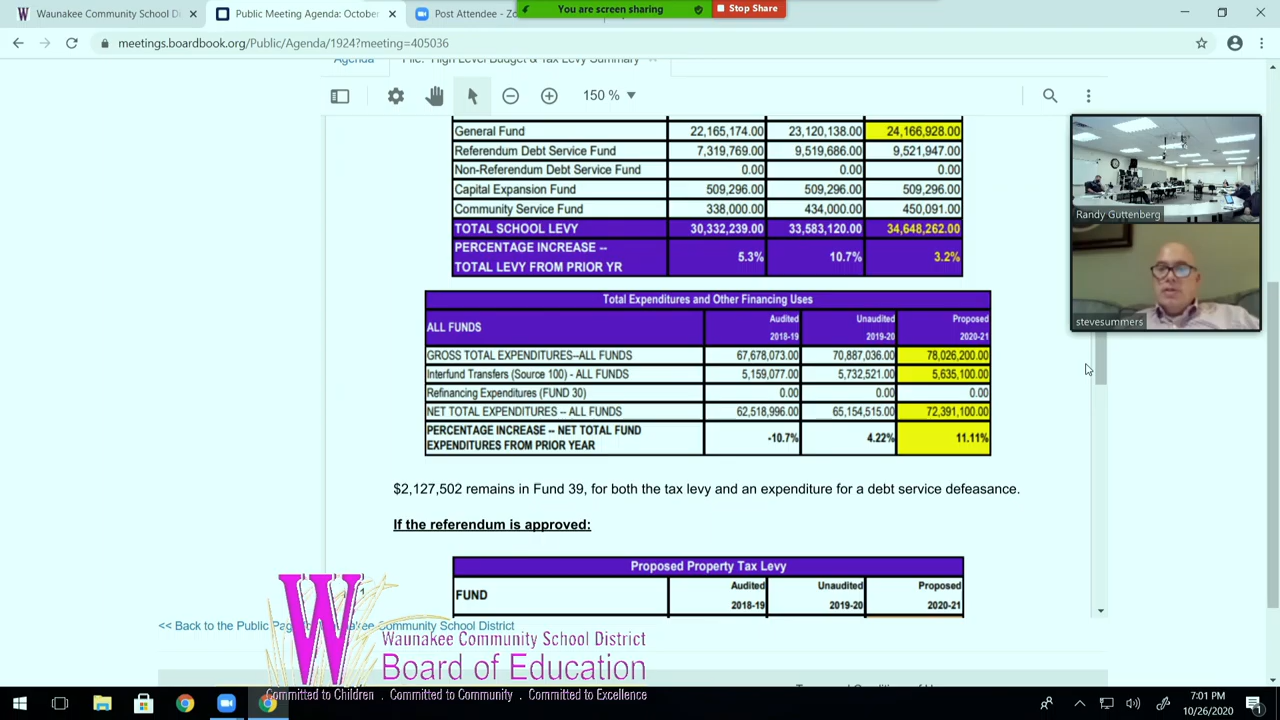 Waunakee Community School Di
Public Meeting Agenda: October
Post Attendee - Zo
You are screen sharing
Stop Share
meetings.boardbook.org/Public/Agenda/1924?meeting=405036
Agenda
File: "High Level Budget & Tax Levy Summary"
150 %
General Fund 22,165,174.00 23,120,138.00 24,166,928.00
Referendum Debt Service Fund 7,319,769.00 9,519,686.00 9,521,947.00
Non-Referendum Debt Service Fund 0.00 0.00 0.00
Capital Expansion Fund 509,296.00 509,296.00 509,296.00
Community Service Fund 338,000.00 434,000.00 450,091.00
TOTAL SCHOOL LEVY 30,332,239.00 33,583,120.00 34,648,262.00
PERCENTAGE INCREASE --
TOTAL LEVY FROM PRIOR YR 5.3% 10.7% 3.2%
Randy Guttenberg
stevesummers
Total Expenditures and Other Financing Uses
ALL FUNDS Audited 2018-19 Unaudited 2019-20 Proposed 2020-21
GROSS TOTAL EXPENDITURES--ALL FUNDS 67,678,073.00 70,887,036.00 78,026,200.00
Interfund Transfers (Source 100) - ALL FUNDS 5,159,077.00 5,732,521.00 5,635,100.00
Refinancing Expenditures (FUND 30) 0.00 0.00 0.00
NET TOTAL EXPENDITURES -- ALL FUNDS 62,518,996.00 65,154,515.00 72,391,100.00
PERCENTAGE INCREASE -- NET TOTAL FUND
EXPENDITURES FROM PRIOR YEAR -10.7% 4.22% 11.11%
$2,127,502 remains in Fund 39, for both the tax levy and an expenditure for a debt service defeasance.
If the referendum is approved:
Proposed Property Tax Levy
FUND Audited 2018-19 Unaudited 2019-20 Proposed 2020-21
<< Back to the Public Pag Community School District
W
Waunakee Community School District
Board of Education
Committed to Children . Committed to Community . Committed to Excellence
7:01 PM
10/26/2020